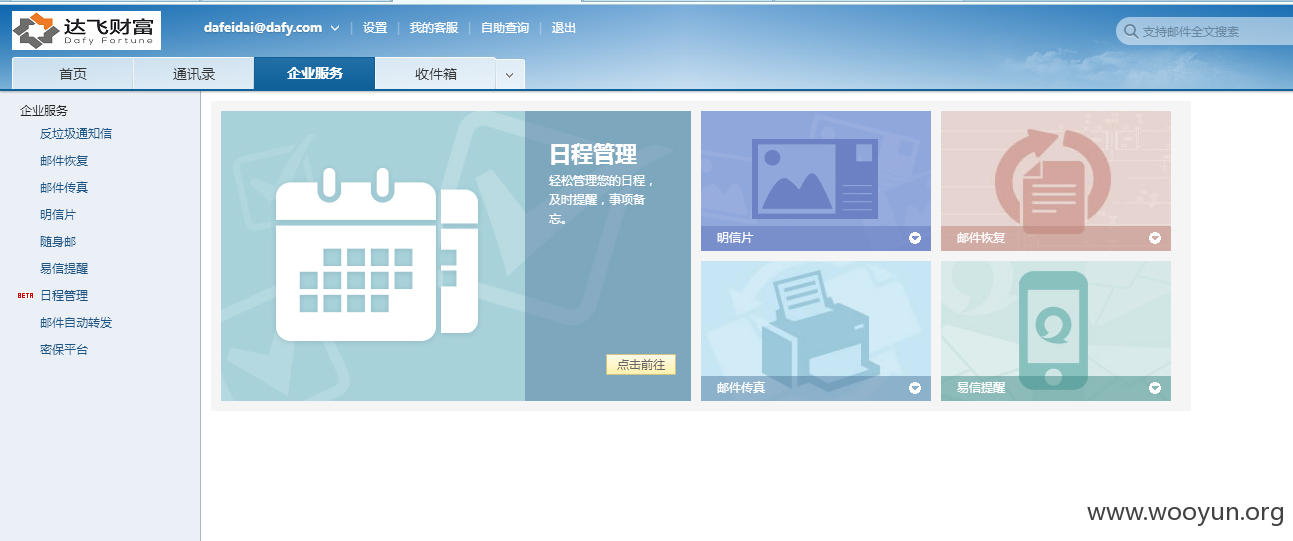 达飞财富
Dafy Fortune
dafeidai@dafy.com 设置 我的客服 自助查询 退出
支持邮件全文搜索
首页 通讯录 企业服务 收件箱
企业服务
反垃圾通知信
邮件恢复
邮件传真
明信片
随身邮
易信提醒
BETA 日程管理
邮件自动转发
密保平台
日程管理
轻松管理您的日程，
及时提醒，事项备
忘。
点击前往
明信片
邮件恢复
邮件传真
易信提醒
www.wooyun.org